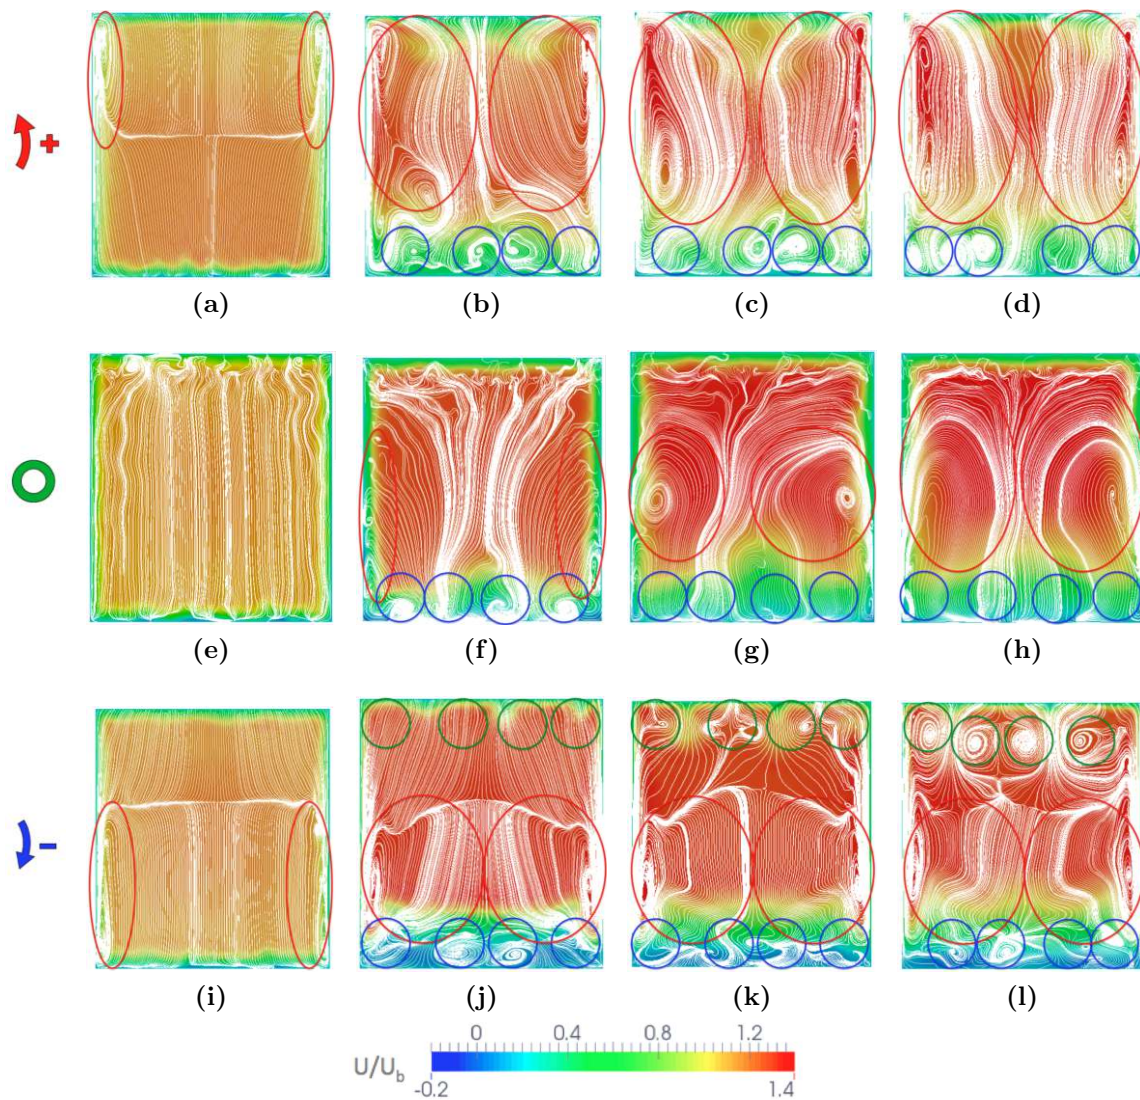 +
(a) (b) (c) (d)
(e) (f) (g) (h)
-
(i) (j) (k) (l)
0 0.4 0.8 1.2
U/U_b
-0.2 1.4